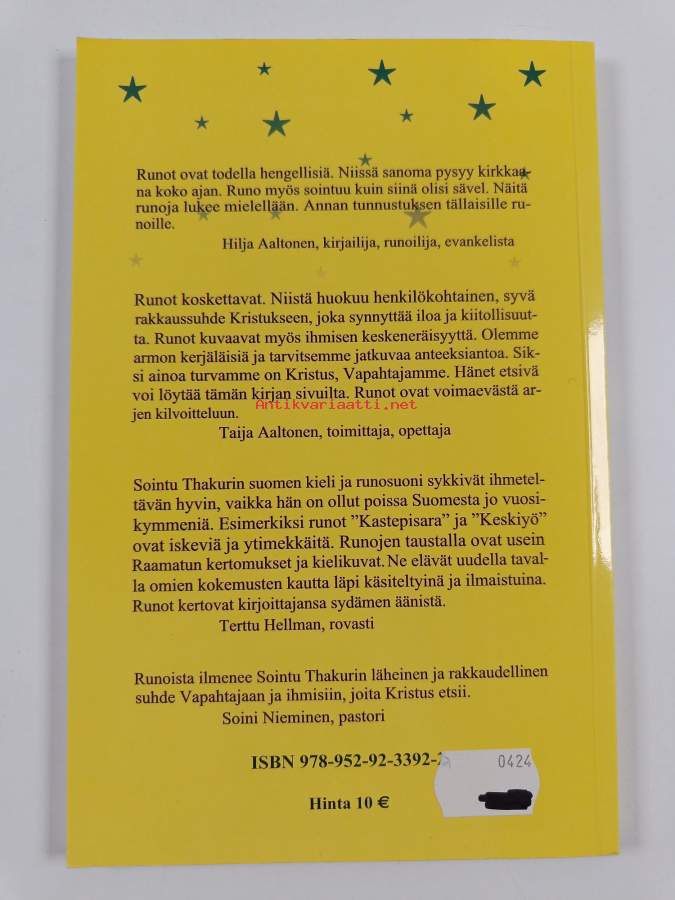 Runot ovat todella hengellisiä. Niissä sanoma pysyy kirkkaa-
na koko ajan. Runo myös sointuu kuin siinä olisi sävel. Näitä
runoja lukee mielellään. Annan tunnustuksen tällaisille ru-
noille.
Hilja Aaltonen, kirjailija, runoilija, evankelista
Runot koskettavat. Niistä huokuu henkilökohtainen, syvä
rakkaussuhde Kristukseen, joka synnyttää iloa ja kiitollisuut-
ta. Runot kuvaavat myös ihmisen keskeneräisyyttä. Olemme
armon kerjäläisiä ja tarvitsemme jatkuvaa anteeksiantoa. Sik-
si ainoa turvamme on Kristus, Vapahtajamme. Hänet etsivä
voi löytää tämän kirjan sivuilta. Runot ovat voimaevästä ar-
Antikvariaatti.net
jen kilvoitteluun.
Taija Aaltonen, toimittaja, opettaja
Sointu Thakurin suomen kieli ja runosuoni sykkivät ihmetel-
tävän hyvin, vaikka hän on ollut poissa Suomesta jo vuosi-
kymmeniä. Esimerkiksi runot ”Kastepisara” ja ”Keskiyö”
ovat iskeviä ja ytimekkäitä. Runojen taustalla ovat usein
Raamatun kertomukset ja kielikuvat. Ne elävät uudella taval-
la omien kokemusten kautta läpi käsiteltyinä ja ilmaistuina.
Runot kertovat kirjoittajansa sydämen äänistä.
Terttu Hellman, rovasti
Runoista ilmenee Sointu Thakurin läheinen ja rakkaudellinen
suhde Vapahtajaan ja ihmisiin, joita Kristus etsii.
Soini Nieminen, pastori
ISBN 978-952-92-3392-
0424
Hinta 10 €